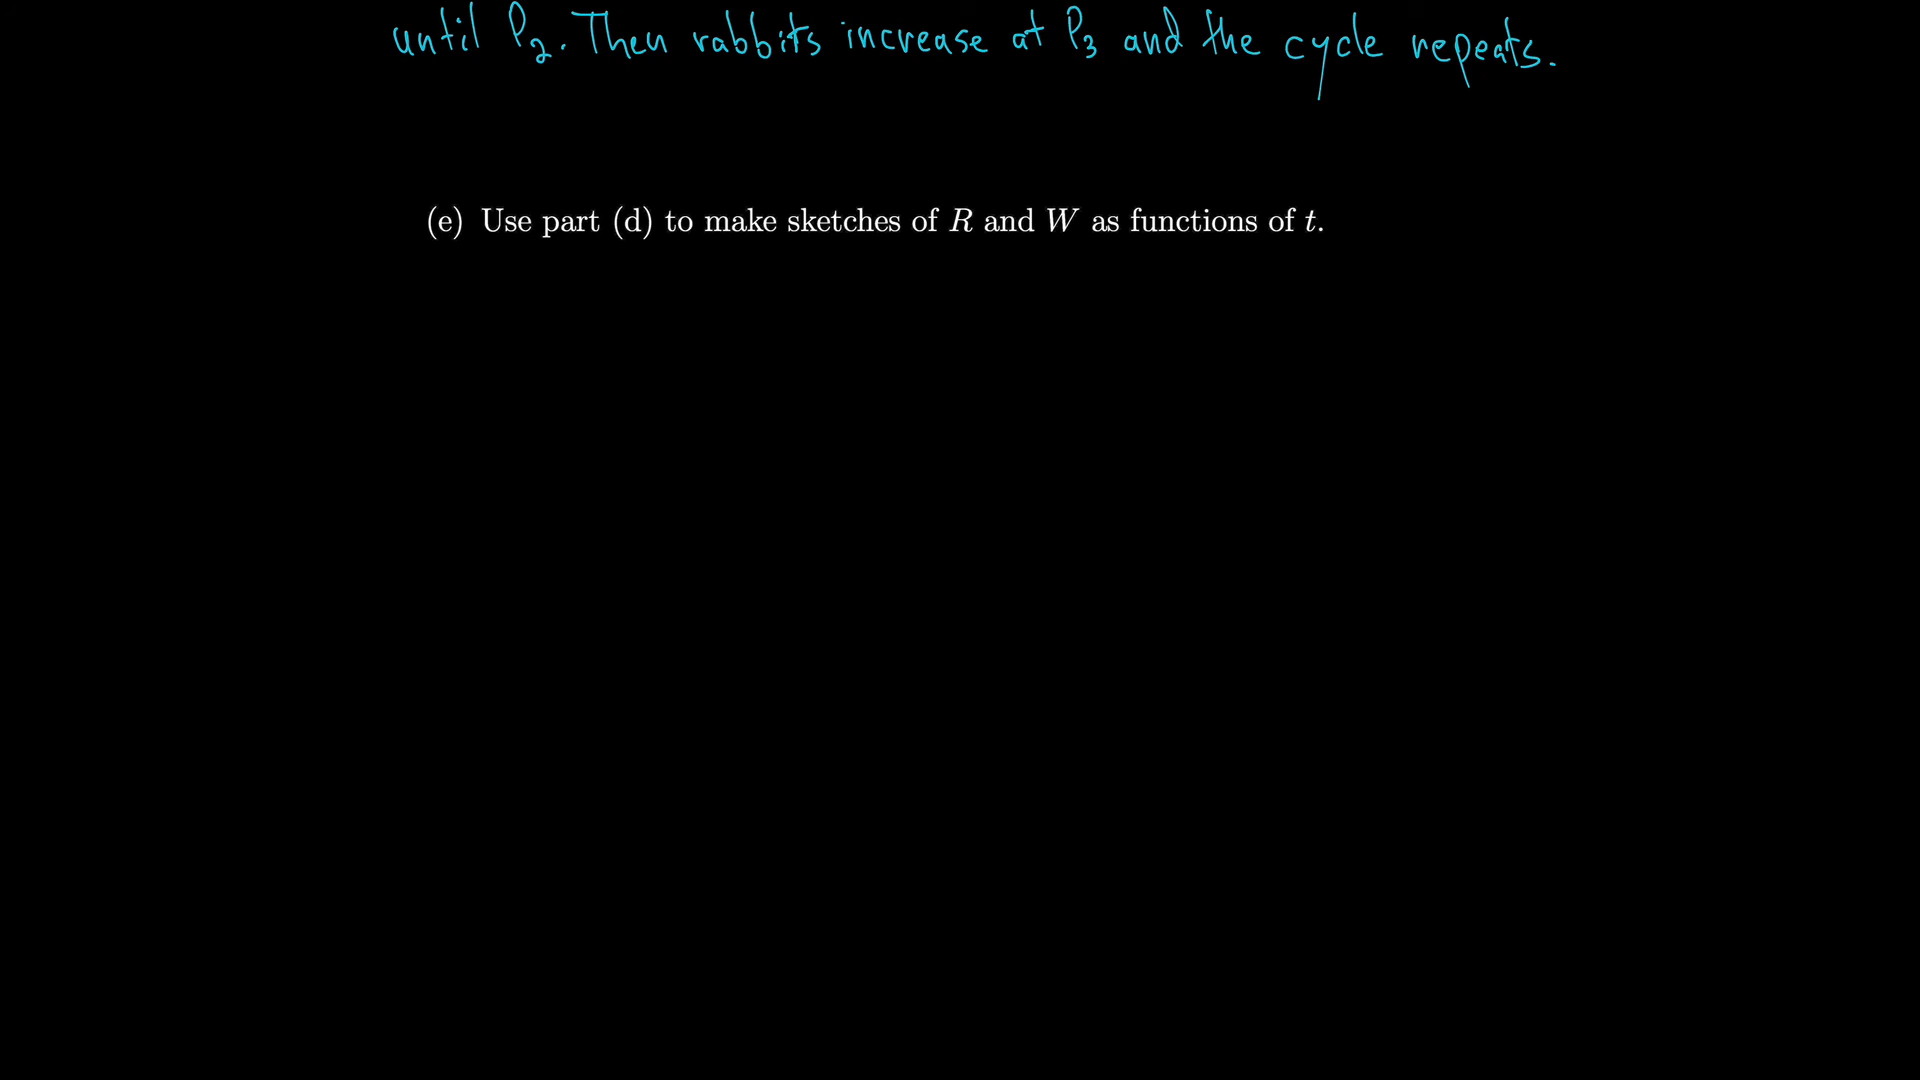 until P₂. Then rabbits increase at P₃ and the cycle repeats.
(e) Use part (d) to make sketches of R and W as functions of t.